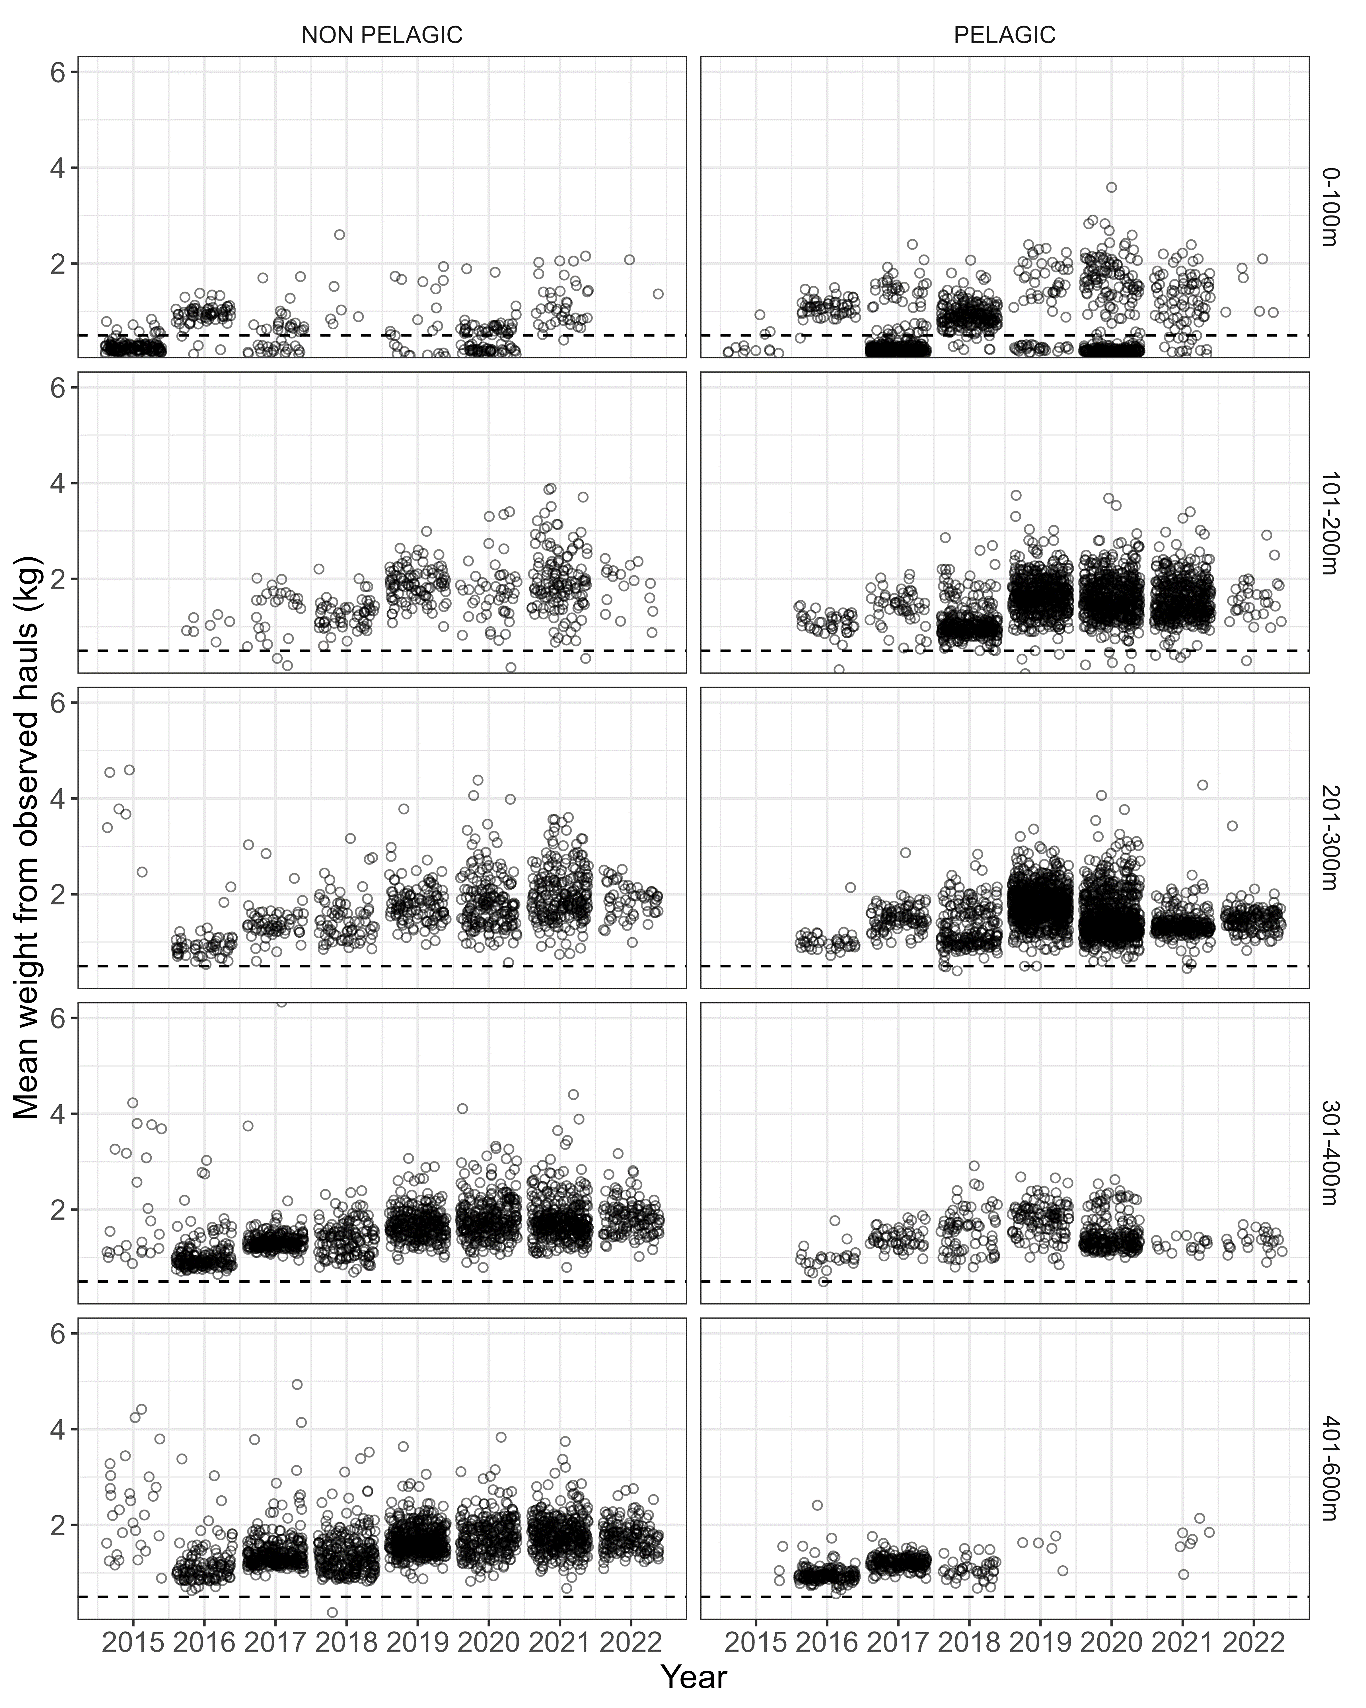 NON PELAGIC
PELAGIC
6
4
2
0-100m
6
4
2
101-200m
Mean weight from observed hauls (kg)
6
4
2
201-300m
6
4
2
301-400m
6
4
2
401-600m
2015 2016 2017 2018 2019 2020 2021 2022
2015 2016 2017 2018 2019 2020 2021 2022
Year